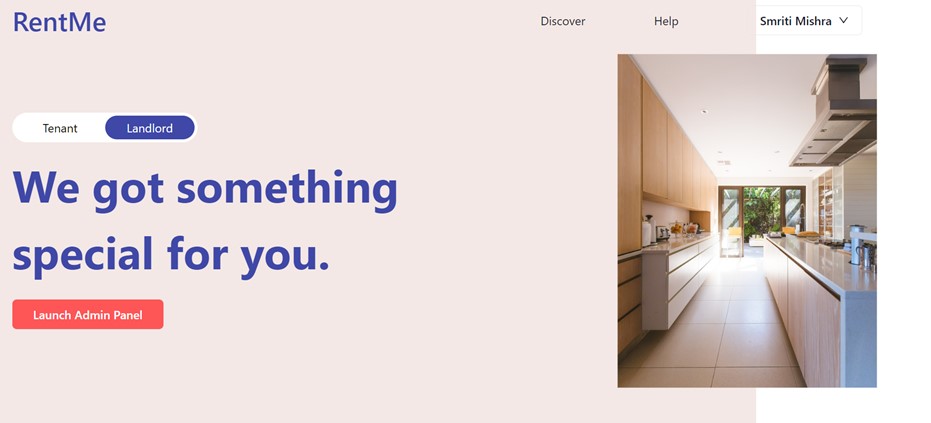 RentMe
Discover
Help
Smriti Mishra
Tenant
Landlord
We got something
special for you.
Launch Admin Panel